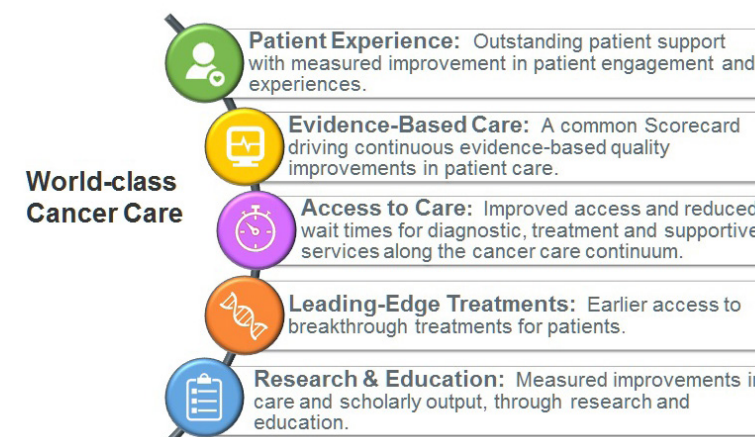 Patient Experience: Outstanding patient support
with measured improvement in patient engagement and
experiences.
Evidence-Based Care: A common Scorecard
driving continuous evidence-based quality
improvements in patient care.
World-class
Cancer Care
Access to Care: Improved access and reduced
wait times for diagnostic, treatment and supportive
services along the cancer care continuum.
Leading-Edge Treatments: Earlier access to
breakthrough treatments for patients.
Research & Education: Measured improvements in
care and scholarly output, through research and
education.